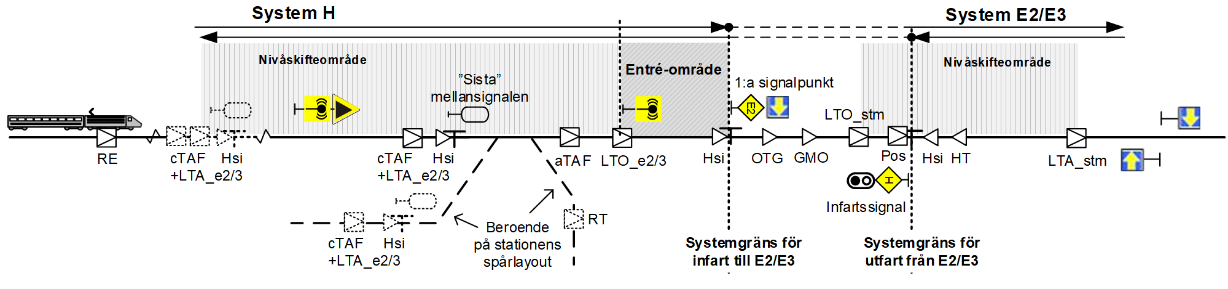 System H
System E2/E3
Nivåskifteområde
Entré-område
Nivåskifteområde
"Sista"
mellansignalen
1:a signalpunkt
E2
LTO_stm
RE
cTAF
+LTA_e2/3
Hsi
cTAF
+LTA_e2/3
Hsi
aTAF
LTO_e2/3
Hsi
OTG
GMO
Pos
Hsi
HT
LTA_stm
H
Infartssignal
cTAF
+LTA_e2/3
Hsi
Beroende
på stationens
spårlayout
RT
Systemgräns för
infart till E2/E3
Systemgräns för
utfart från E2/E3